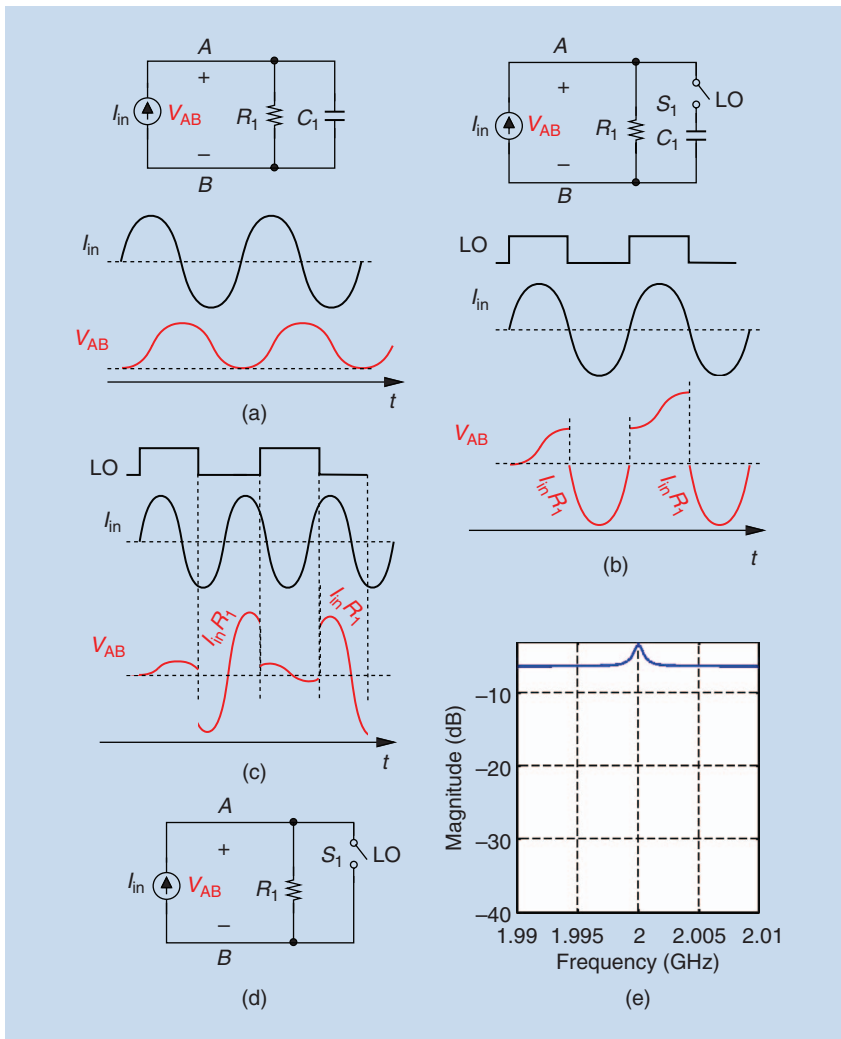 A
+
I_in V_AB R_1 C_1
–
B
I_in
V_AB
t
(a)
A
+
S_1 LO
I_in V_AB R_1 C_1
–
B
LO
I_in
V_AB
I_inR_1 I_inR_1
t
(b)
LO
I_in
V_AB I_inR_1 I_inR_1
t
(c)
A
+
S_1 LO
I_in V_AB R_1
–
B
(d)
Magnitude (dB)
–10
–20
–30
–40
1.99 1.995 2 2.005 2.01
Frequency (GHz)
(e)